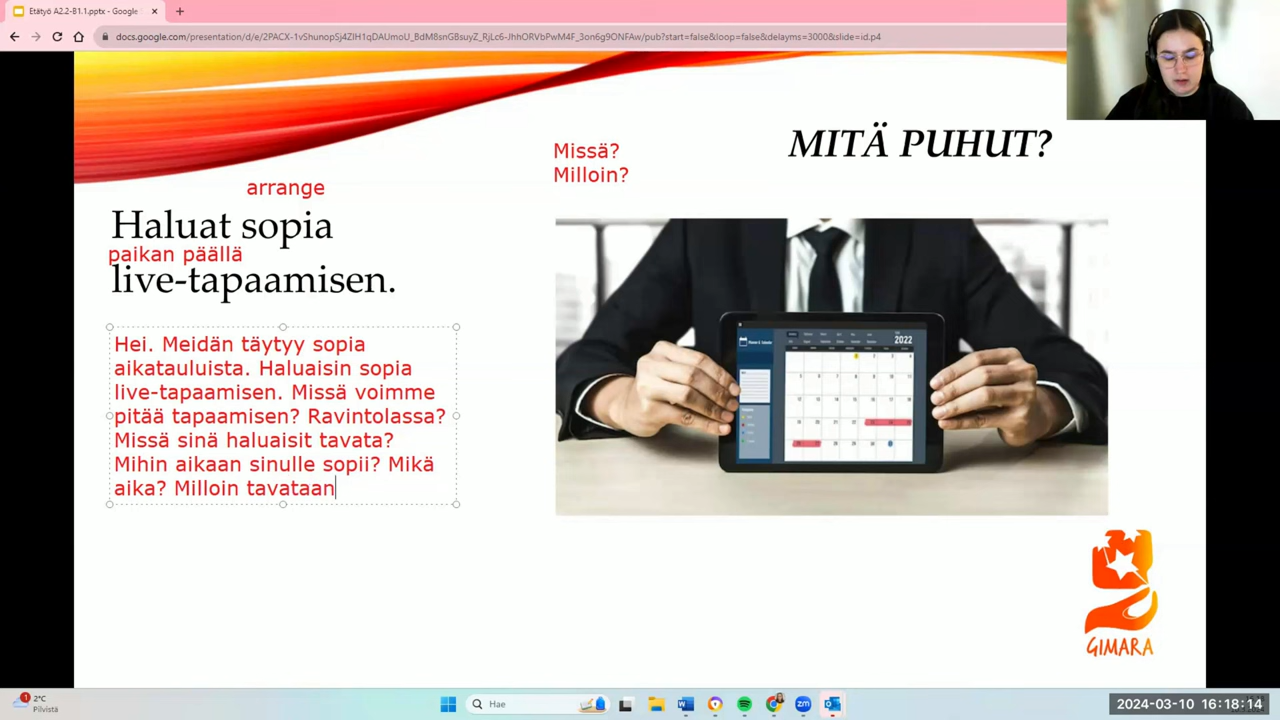 Etätyö A2.2-B1.1.pptx - Google
docs.google.com/presentation/d/e/2PACX-1vShunopSj4ZIH1qDAUmoU_BdM8snGBsuyZ_RjLc6-JhhORVbPwM4F_3on6g9ONFAw/pub?start=false&loop=false&delayms=3000&slide=id.p4
MITÄ PUHUT?
Missä?
Milloin?
arrange
Haluat sopia
paikan päällä
live-tapaamisen.
Hei. Meidän täytyy sopia
aikatauluista. Haluaisin sopia
live-tapaamisen. Missä voimme
pitää tapaamisen? Ravintolassa?
Missä sinä haluaisit tavata?
Mihin aikaan sinulle sopii? Mikä
aika? Milloin tavataan
2022
GIMARA
1
2°C
Pilvistä
Hae
zm
2024-03-10 16:18:14